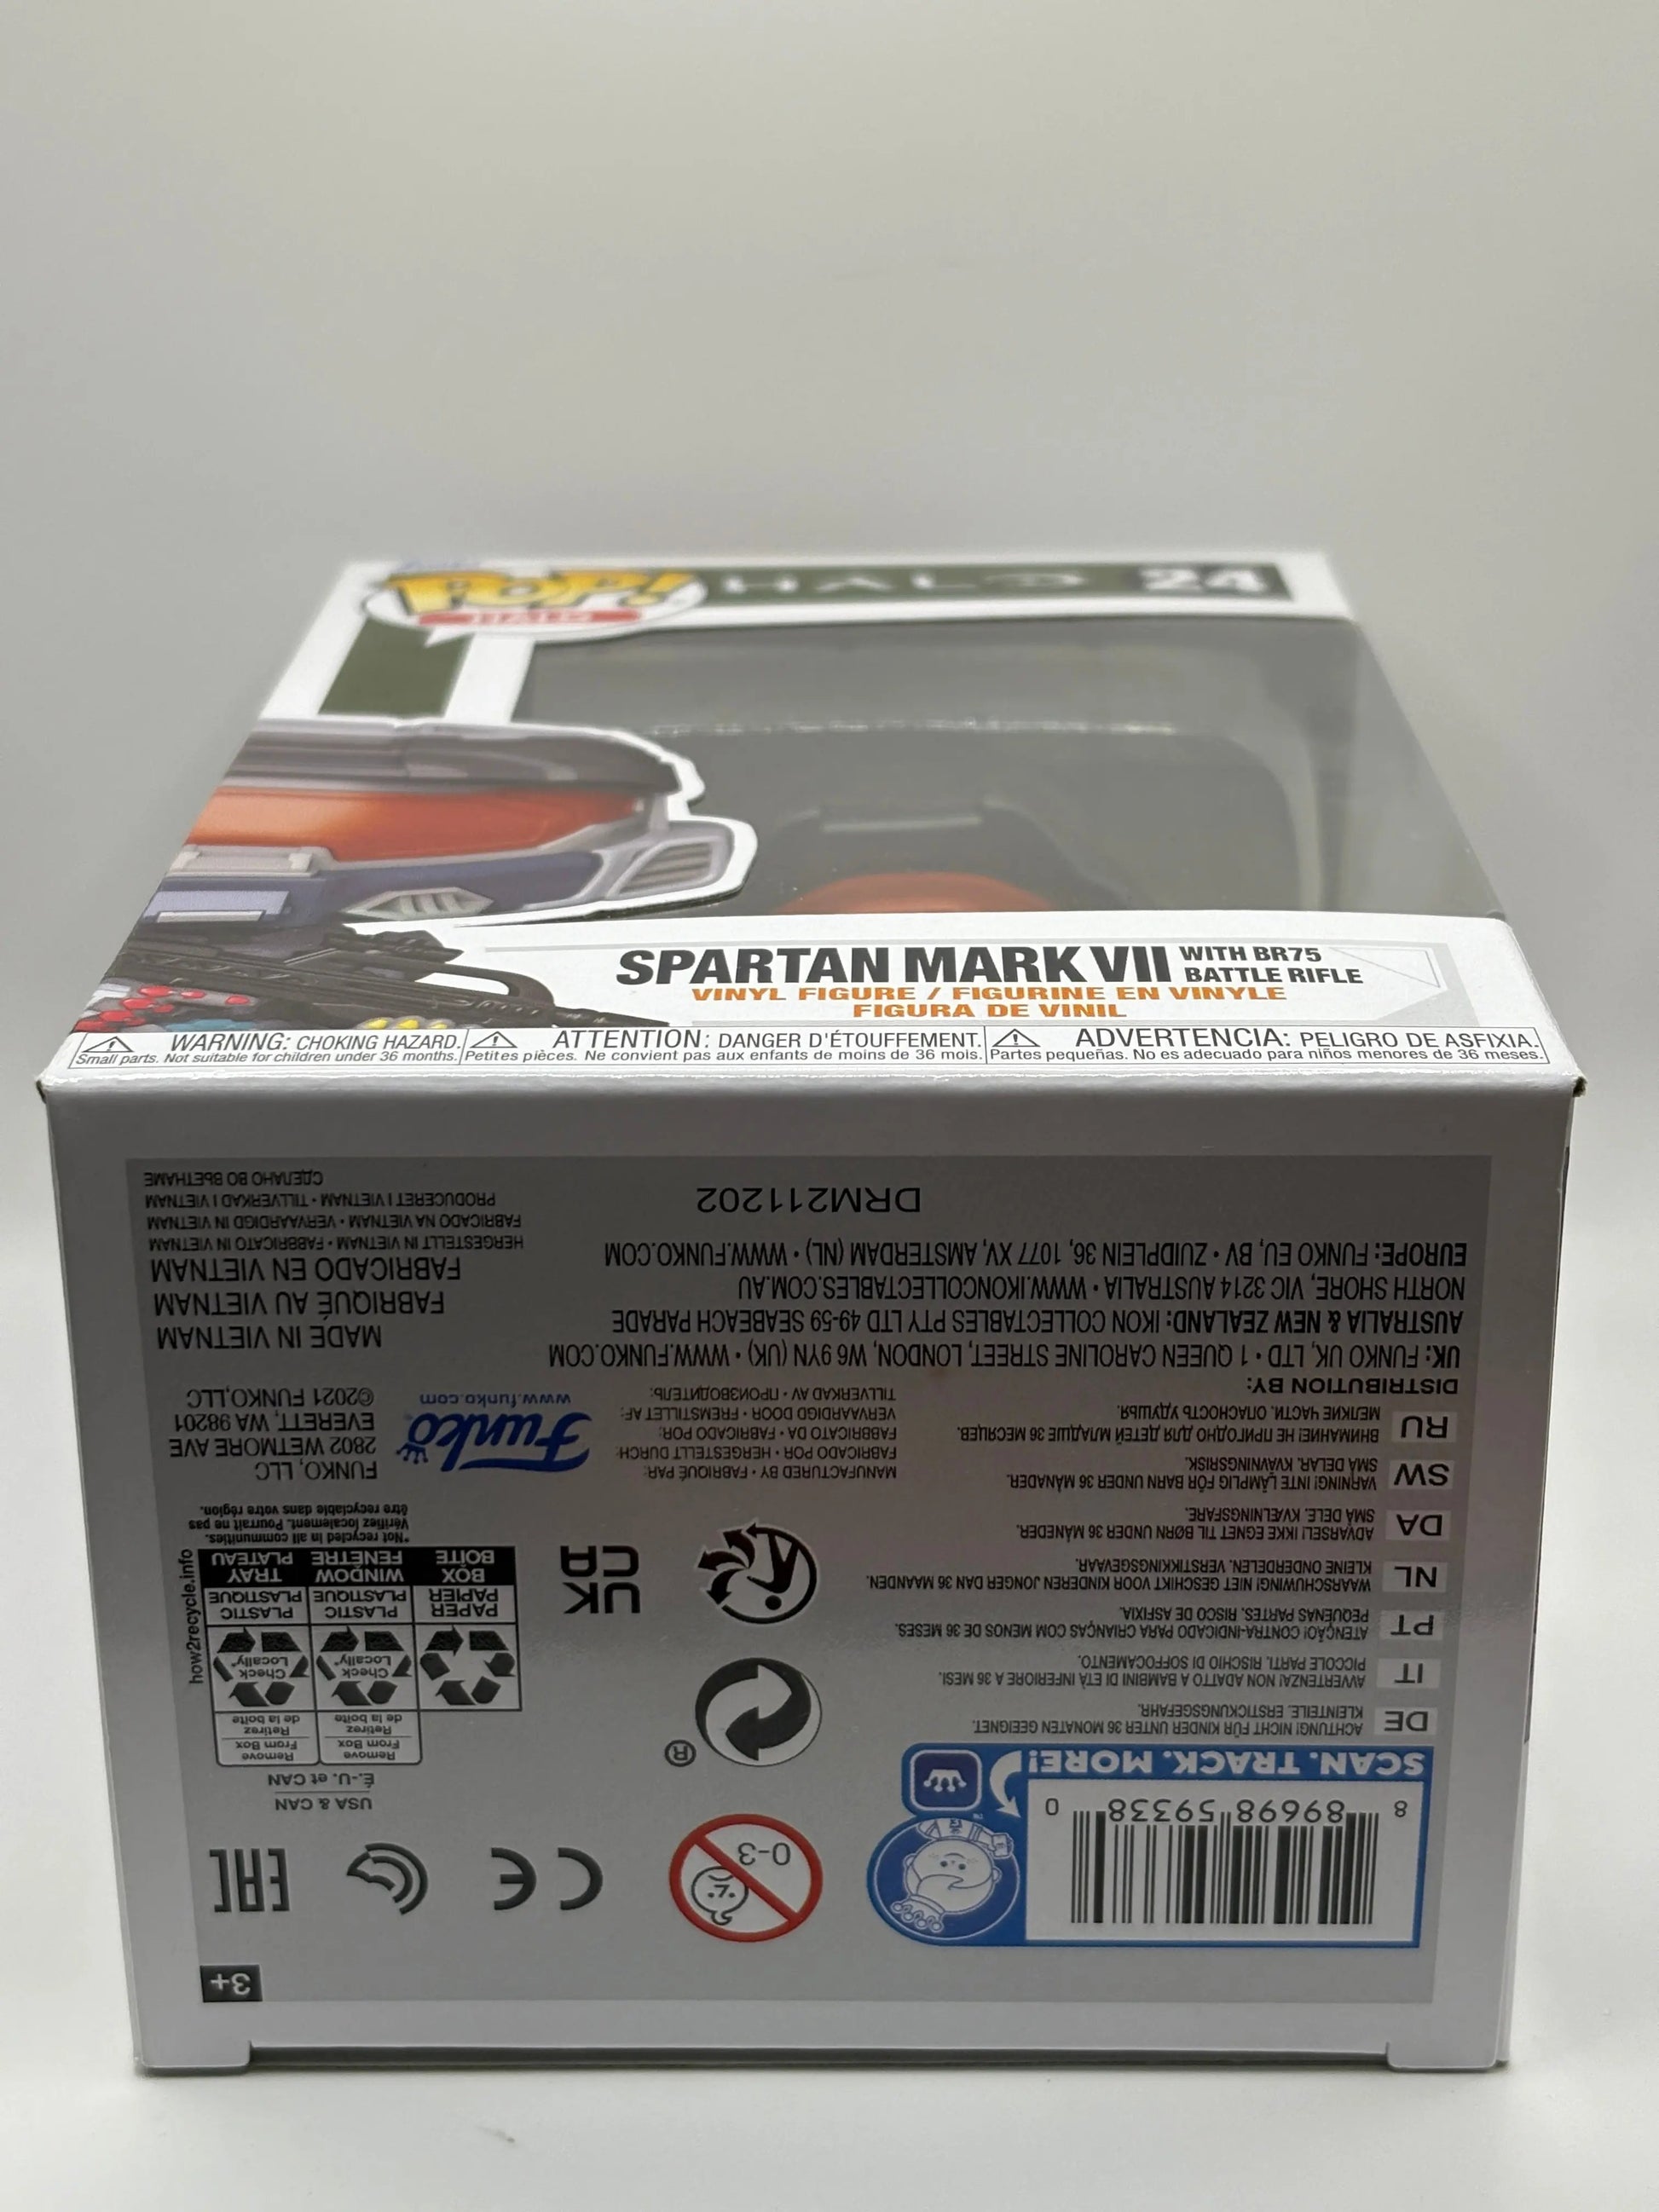 POP!
HALO
HALO
24
SPARTAN MARK VII WITH BR75
BATTLE RIFLE
VINYL FIGURE / FIGURINE EN VINYLE
FIGURA DE VINIL
WARNING: CHOKING HAZARD.
Small parts. Not suitable for children under 36 months.
ATTENTION: DANGER D'ÉTOUFFEMENT.
Petites pièces. Ne convient pas aux enfants de moins de 36 mois.
ADVERTENCIA: PELIGRO DE ASFIXIA.
Partes pequeñas. No es adecuado para niños menores de 36 meses.
3+
8 89698 59338 0
SCAN. TRACK. MORE!
™
0-3
CE
EAC
DE ACHTUNG! NICHT FÜR KINDER UNTER 36 MONATEN GEEIGNET.
KLEINTEILE. ERSTICKUNGSGEFAHR.
IT AVVERTENZA! NON ADATTO A BAMBINI DI ETÀ INFERIORE A 36 MESI.
PICCOLE PARTI. RISCHIO DI SOFFOCAMENTO.
PT ATENÇÃO! CONTRA-INDICADO PARA CRIANÇAS COM MENOS DE 36 MESES.
PEQUENAS PARTES. RISCO DE ASFIXIA.
NL WAARSCHUWING! NIET GESCHIKT VOOR KINDEREN JONGER DAN 36 MAANDEN.
KLEINE ONDERDELEN. VERSTIKKINGSGEVAAR.
DA ADVARSEL! IKKE EGNET TIL BØRN UNDER 36 MÅNEDER.
SMÅ DELE. KVÆLNINGSFARE.
SW VARNING! INTE LÄMPLIG FÖR BARN UNDER 36 MÅNADER.
SMÅ DELAR. KVÄVNINGSRISK.
RU ВНИМАНИЕ! НЕ ПРИГОДНО ДЛЯ ДЕТЕЙ МЛАДШЕ 36 МЕСЯЦЕВ.
МЕЛКИЕ ЧАСТИ. ОПАСНОСТЬ УДУШЬЯ.
®
UK
CA
USA & CAN
É.-U. et CAN
Remove
From Box
Retirez
de la boîte
Remove
From Box
Retirez
de la boîte
Check
Locally*
Check
Locally*
PAPER
PAPIER
PLASTIC
PLASTIQUE
PLASTIC
PLASTIQUE
BOX
BOÎTE
WINDOW
FENÊTRE
TRAY
PLATEAU
how2recycle.info
*Not recycled in all communities.
Vérifiez localement. Pourrait ne pas
être recyclable dans votre région.
MANUFACTURED BY • FABRIQUÉ PAR:
FABRICADO POR • HERGESTELLT DURCH:
FABBRICATO DA • FABRICADO POR:
VERVAARDIGD DOOR • FREMSTILLET AF:
TILLVERKAD AV • ПРОИЗВОДИТЕЛЬ:
Funko
www.funko.com
FUNKO, LLC
2802 WETMORE AVE
EVERETT, WA 98201
©2021 FUNKO,LLC
DISTRIBUTION BY:
UK: FUNKO UK, LTD • 1 QUEEN CAROLINE STREET, LONDON, W6 9YN (UK) • WWW.FUNKO.COM
AUSTRALIA & NEW ZEALAND: IKON COLLECTABLES PTY LTD 49-59 SEABEACH PARADE
NORTH SHORE, VIC 3214 AUSTRALIA • WWW.IKONCOLLECTABLES.COM.AU
EUROPE: FUNKO EU, BV • ZUIDPLEIN 36, 1077 XV, AMSTERDAM (NL) • WWW.FUNKO.COM
MADE IN VIETNAM
FABRIQUÉ AU VIETNAM
FABRICADO EN VIETNAM
HERGESTELLT IN VIETNAM • FABBRICATO IN VIETNAM
FABRICADO NA VIETNAM • VERVAARDIGD IN VIETNAM
PRODUCERET I VIETNAM • TILLVERKAD I VIETNAM
СДЕЛАНО ВО ВЬЕТНАМЕ
DRM211202